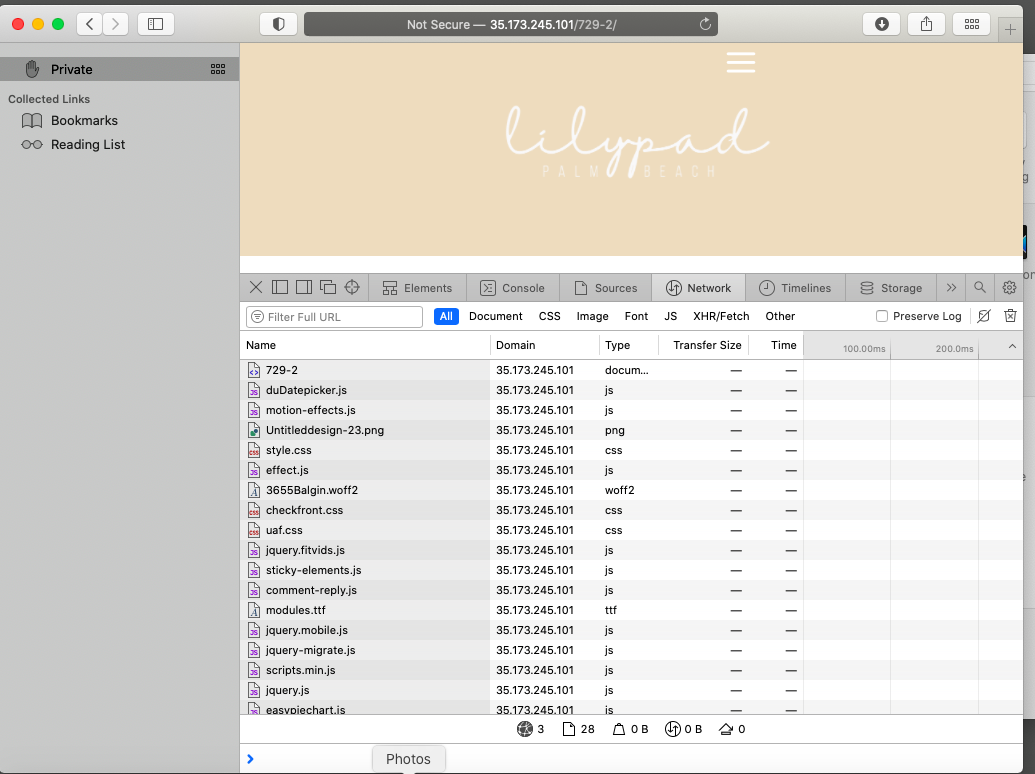 Not Secure — 35.173.245.101/729-2/
Private
Collected Links
Bookmarks
Reading List
lilypad
PALM BEACH
Elements
Console
Sources
Network
Timelines
Storage
Filter Full URL
All Document CSS Image Font JS XHR/Fetch Other
Preserve Log
Name Domain Type Transfer Size Time 100.00ms 200.0ms
729-2 35.173.245.101 docum... — —
duDatepicker.js 35.173.245.101 js — —
motion-effects.js 35.173.245.101 js — —
Untitleddesign-23.png 35.173.245.101 png — —
style.css 35.173.245.101 css — —
effect.js 35.173.245.101 js — —
3655Balgin.woff2 35.173.245.101 woff2 — —
checkfront.css 35.173.245.101 css — —
uaf.css 35.173.245.101 css — —
jquery.fitvids.js 35.173.245.101 js — —
sticky-elements.js 35.173.245.101 js — —
comment-reply.js 35.173.245.101 js — —
modules.ttf 35.173.245.101 ttf — —
jquery.mobile.js 35.173.245.101 js — —
jquery-migrate.js 35.173.245.101 js — —
scripts.min.js 35.173.245.101 js — —
jquery.js 35.173.245.101 js — —
easypiechart.js 35.173.245.101 js — —
3 28 0 B 0 B 0
Photos